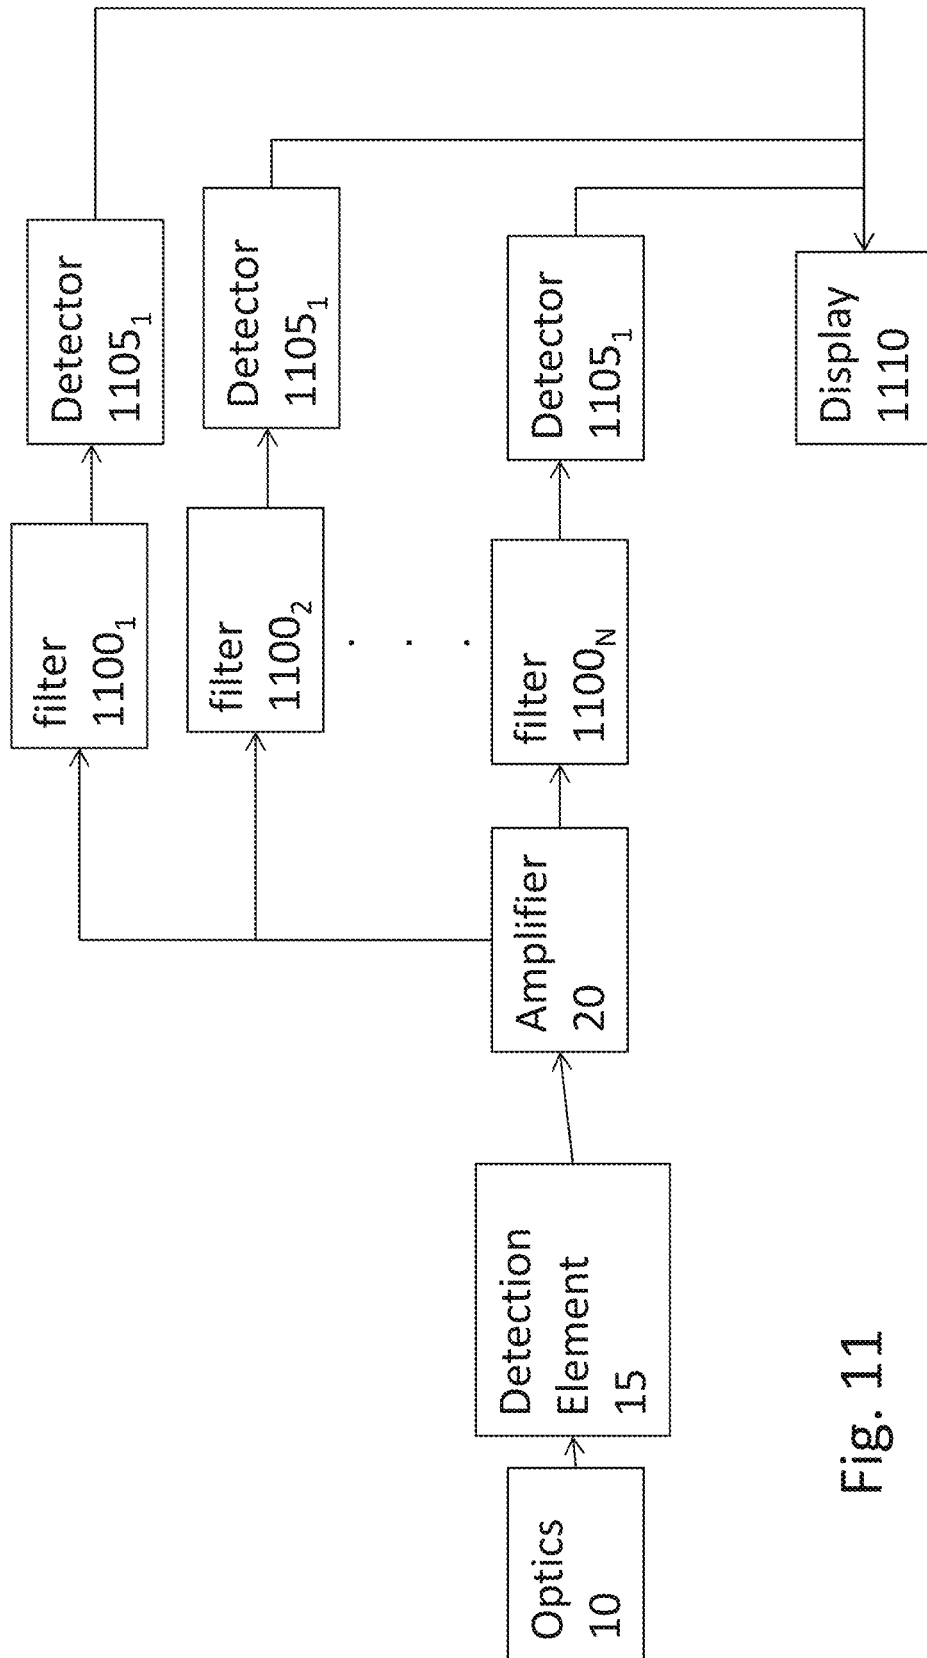 Optics
10
Detection
Element
15
Amplifier
20
filter
1100₁
filter
1100₂
. . .
filter
1100N
Detector
1105₁
Detector
1105₁
Detector
1105₁
Display
1110
Fig. 11